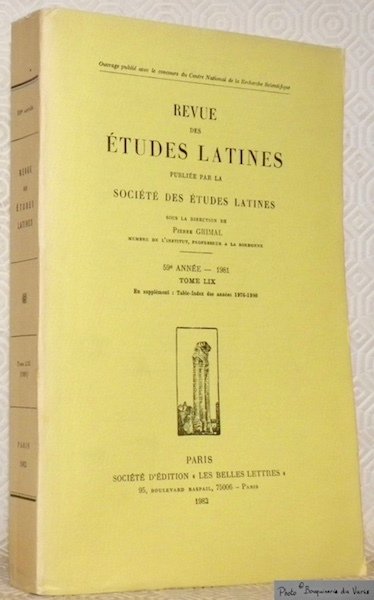 Ouvrage publié avec le concours du Centre National de la Recherche Scientifique
REVUE
DES
ÉTUDES LATINES
PUBLIÉE PAR LA
SOCIÉTÉ DES ÉTUDES LATINES
SOUS LA DIRECTION DE
PIERRE GRIMAL
MEMBRE DE L'INSTITUT, PROFESSEUR A LA SORBONNE
59e ANNÉE — 1981
TOME LIX
En supplément : Table-Index des années 1976-1980
PARIS
SOCIÉTÉ D'ÉDITION « LES BELLES LETTRES »
95, BOULEVARD RASPAIL, 75006 - PARIS
1982
REVUE
DES
ÉTUDES
LATINES
Tome LIX
PARIS
1982
Photo © Bouquinerie du Varis